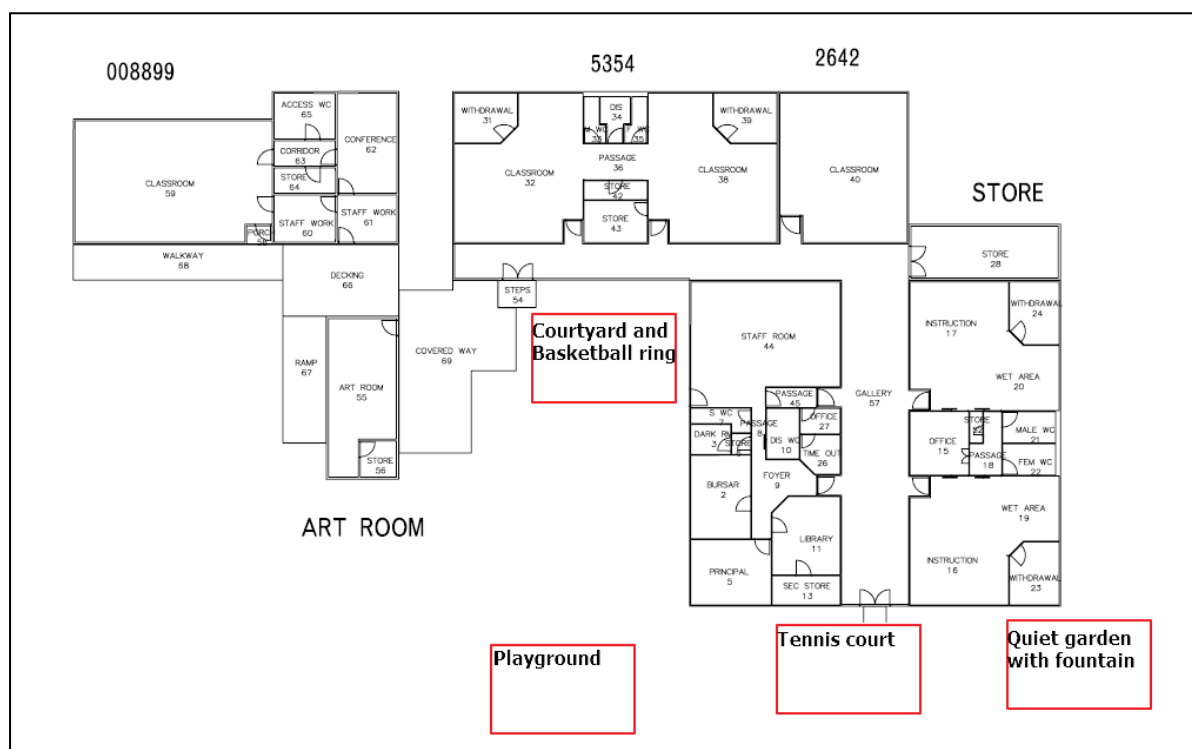 008899
5354
2642
ACCESS WC
65
CONFERENCE
62
CORRIDOR
63
STORE
64
CLASSROOM
59
STAFF WORK
60
STAFF WORK
61
PORCH
WALKWAY
68
DECKING
66
RAMP
67
ART ROOM
55
STORE
56
ART ROOM
WITHDRAWAL
31
DIS
34
M WC
33
F WC
35
WITHDRAWAL
39
PASSAGE
36
CLASSROOM
32
CLASSROOM
38
CLASSROOM
40
STORE
42
STORE
43
STORE
STORE
28
STEPS
54
COVERED WAY
69
Courtyard and
Basketball ring
STAFF ROOM
44
PASSAGE
45
GALLERY
57
S WC
7
PASSAGE
8
OFFICE
27
DARK RM
3
STORE
DIS WC
10
TIME OUT
26
BURSAR
2
FOYER
9
LIBRARY
11
PRINCIPAL
5
SEC STORE
13
INSTRUCTION
17
WITHDRAWAL
24
WET AREA
20
STORE
OFFICE
15
MALE WC
21
PASSAGE
18
FEM WC
22
WET AREA
19
INSTRUCTION
16
WITHDRAWAL
23
Playground
Tennis court
Quiet garden
with fountain